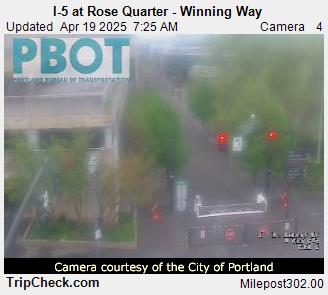 I-5 at Rose Quarter - Winning Way
Updated Apr 19 2025 7:25 AM Camera 4
PBOT
PORTLAND BUREAU OF TRANSPORTATION
Camera courtesy of the City of Portland
TripCheck.com Milepost302.00